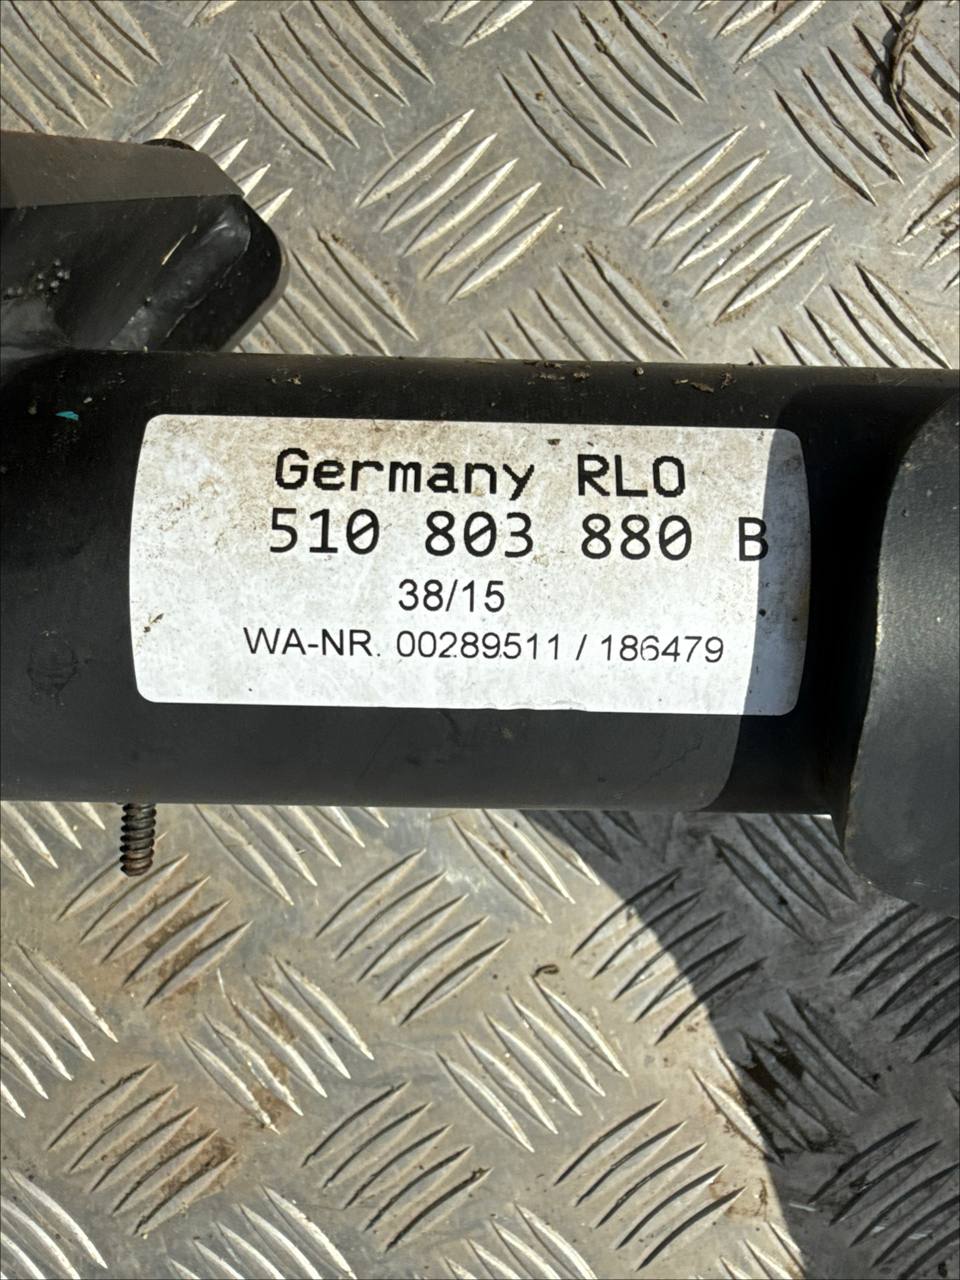 Germany RLO
510 803 880 B
38/15
WA-NR. 00289511 / 186479